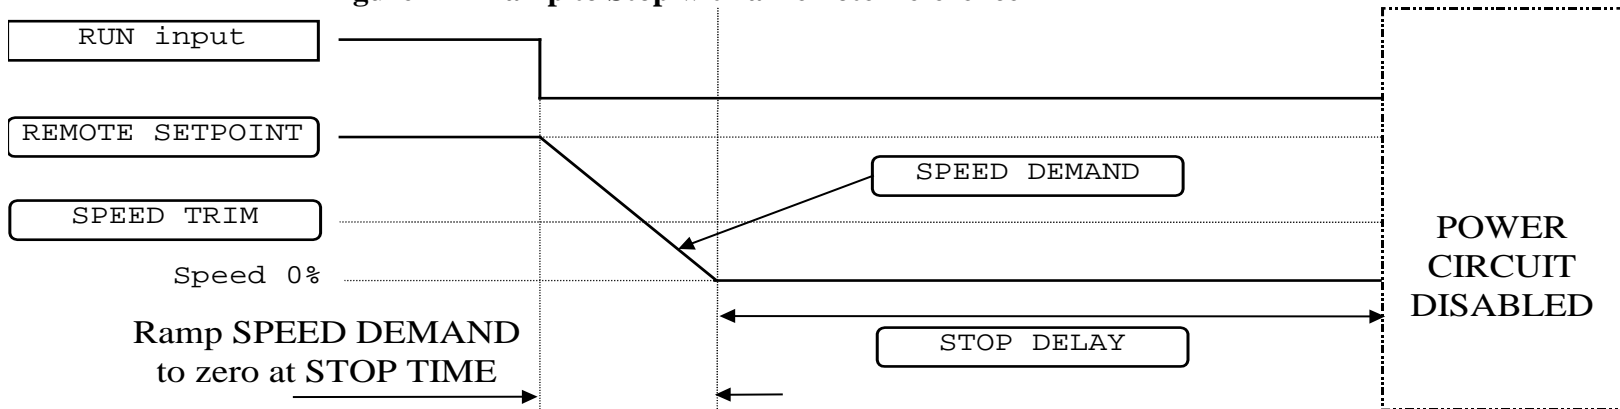 RUN input
REMOTE SETPOINT
SPEED DEMAND
SPEED TRIM
Speed 0%
POWER
CIRCUIT
DISABLED
Ramp SPEED DEMAND
to zero at STOP TIME
STOP DELAY